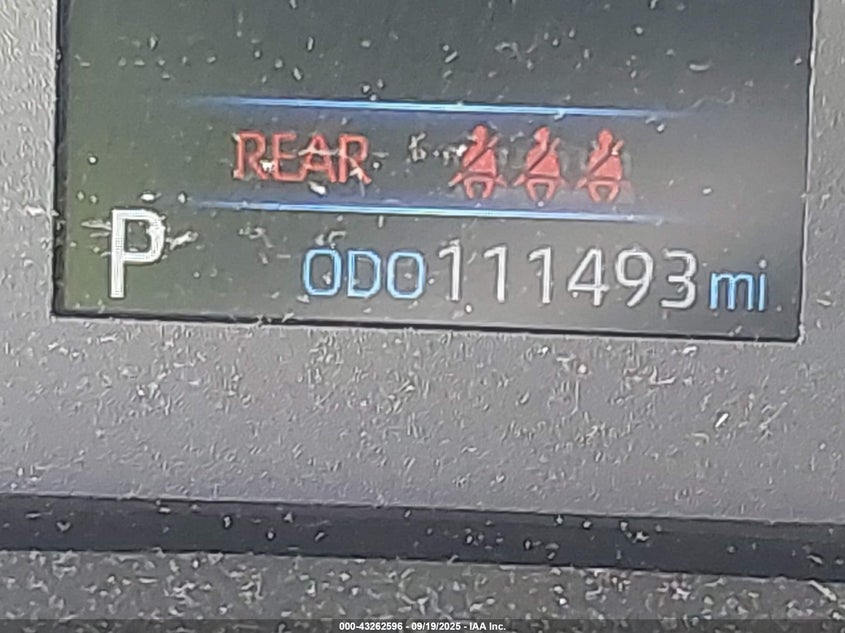 REAR
P
ODO 111493 mi
000-43262596 - 09/19/2025 - IAA Inc.